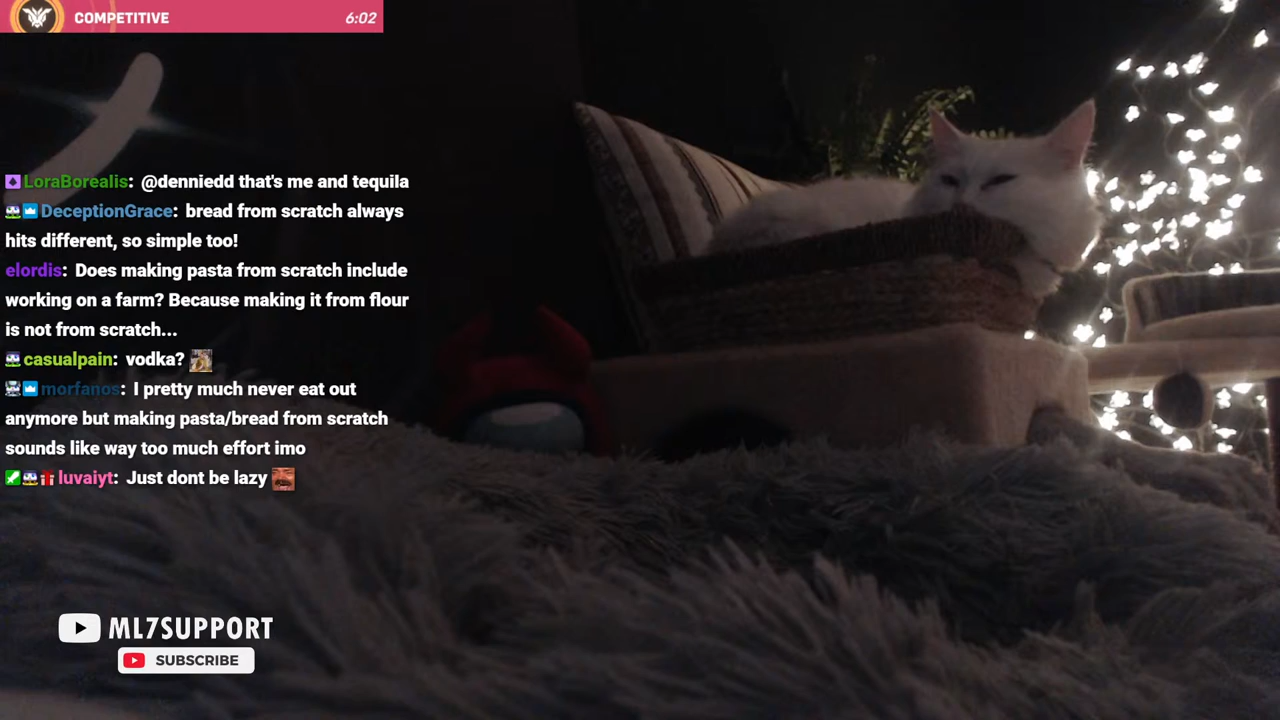 COMPETITIVE 6:02
LoraBorealis: @denniedd that's me and tequila
DeceptionGrace: bread from scratch always
hits different, so simple too!
elordis: Does making pasta from scratch include
working on a farm? Because making it from flour
is not from scratch...
casualpain: vodka?
morfanos: I pretty much never eat out
anymore but making pasta/bread from scratch
sounds like way too much effort imo
luvaiyt: Just dont be lazy
ML7SUPPORT
SUBSCRIBE